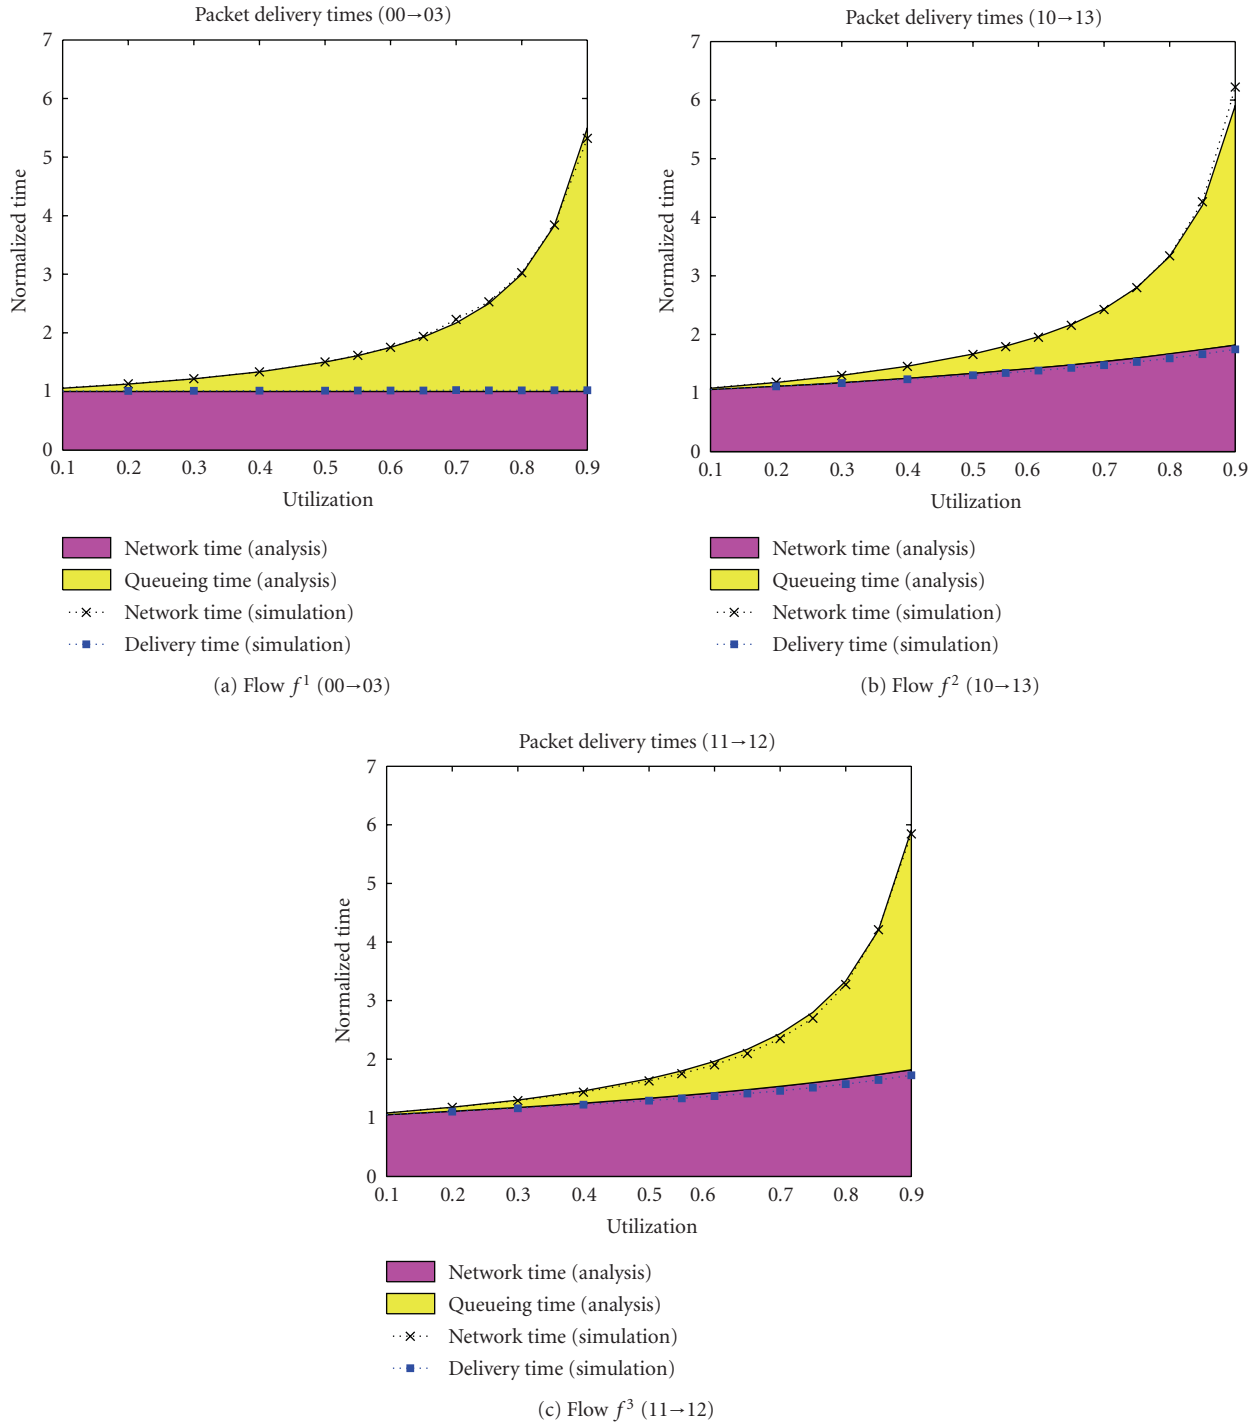 Packet delivery times (00→03)
7
6
5
4
3
2
1
0
Normalized time
0.1 0.2 0.3 0.4 0.5 0.6 0.7 0.8 0.9
Utilization
Network time (analysis)
Queueing time (analysis)
Network time (simulation)
Delivery time (simulation)
(a) Flow f¹ (00→03)
Packet delivery times (10→13)
7
6
5
4
3
2
1
0
Normalized time
0.1 0.2 0.3 0.4 0.5 0.6 0.7 0.8 0.9
Utilization
Network time (analysis)
Queueing time (analysis)
Network time (simulation)
Delivery time (simulation)
(b) Flow f² (10→13)
Packet delivery times (11→12)
7
6
5
4
3
2
1
0
Normalized time
0.1 0.2 0.3 0.4 0.5 0.6 0.7 0.8 0.9
Utilization
Network time (analysis)
Queueing time (analysis)
Network time (simulation)
Delivery time (simulation)
(c) Flow f³ (11→12)